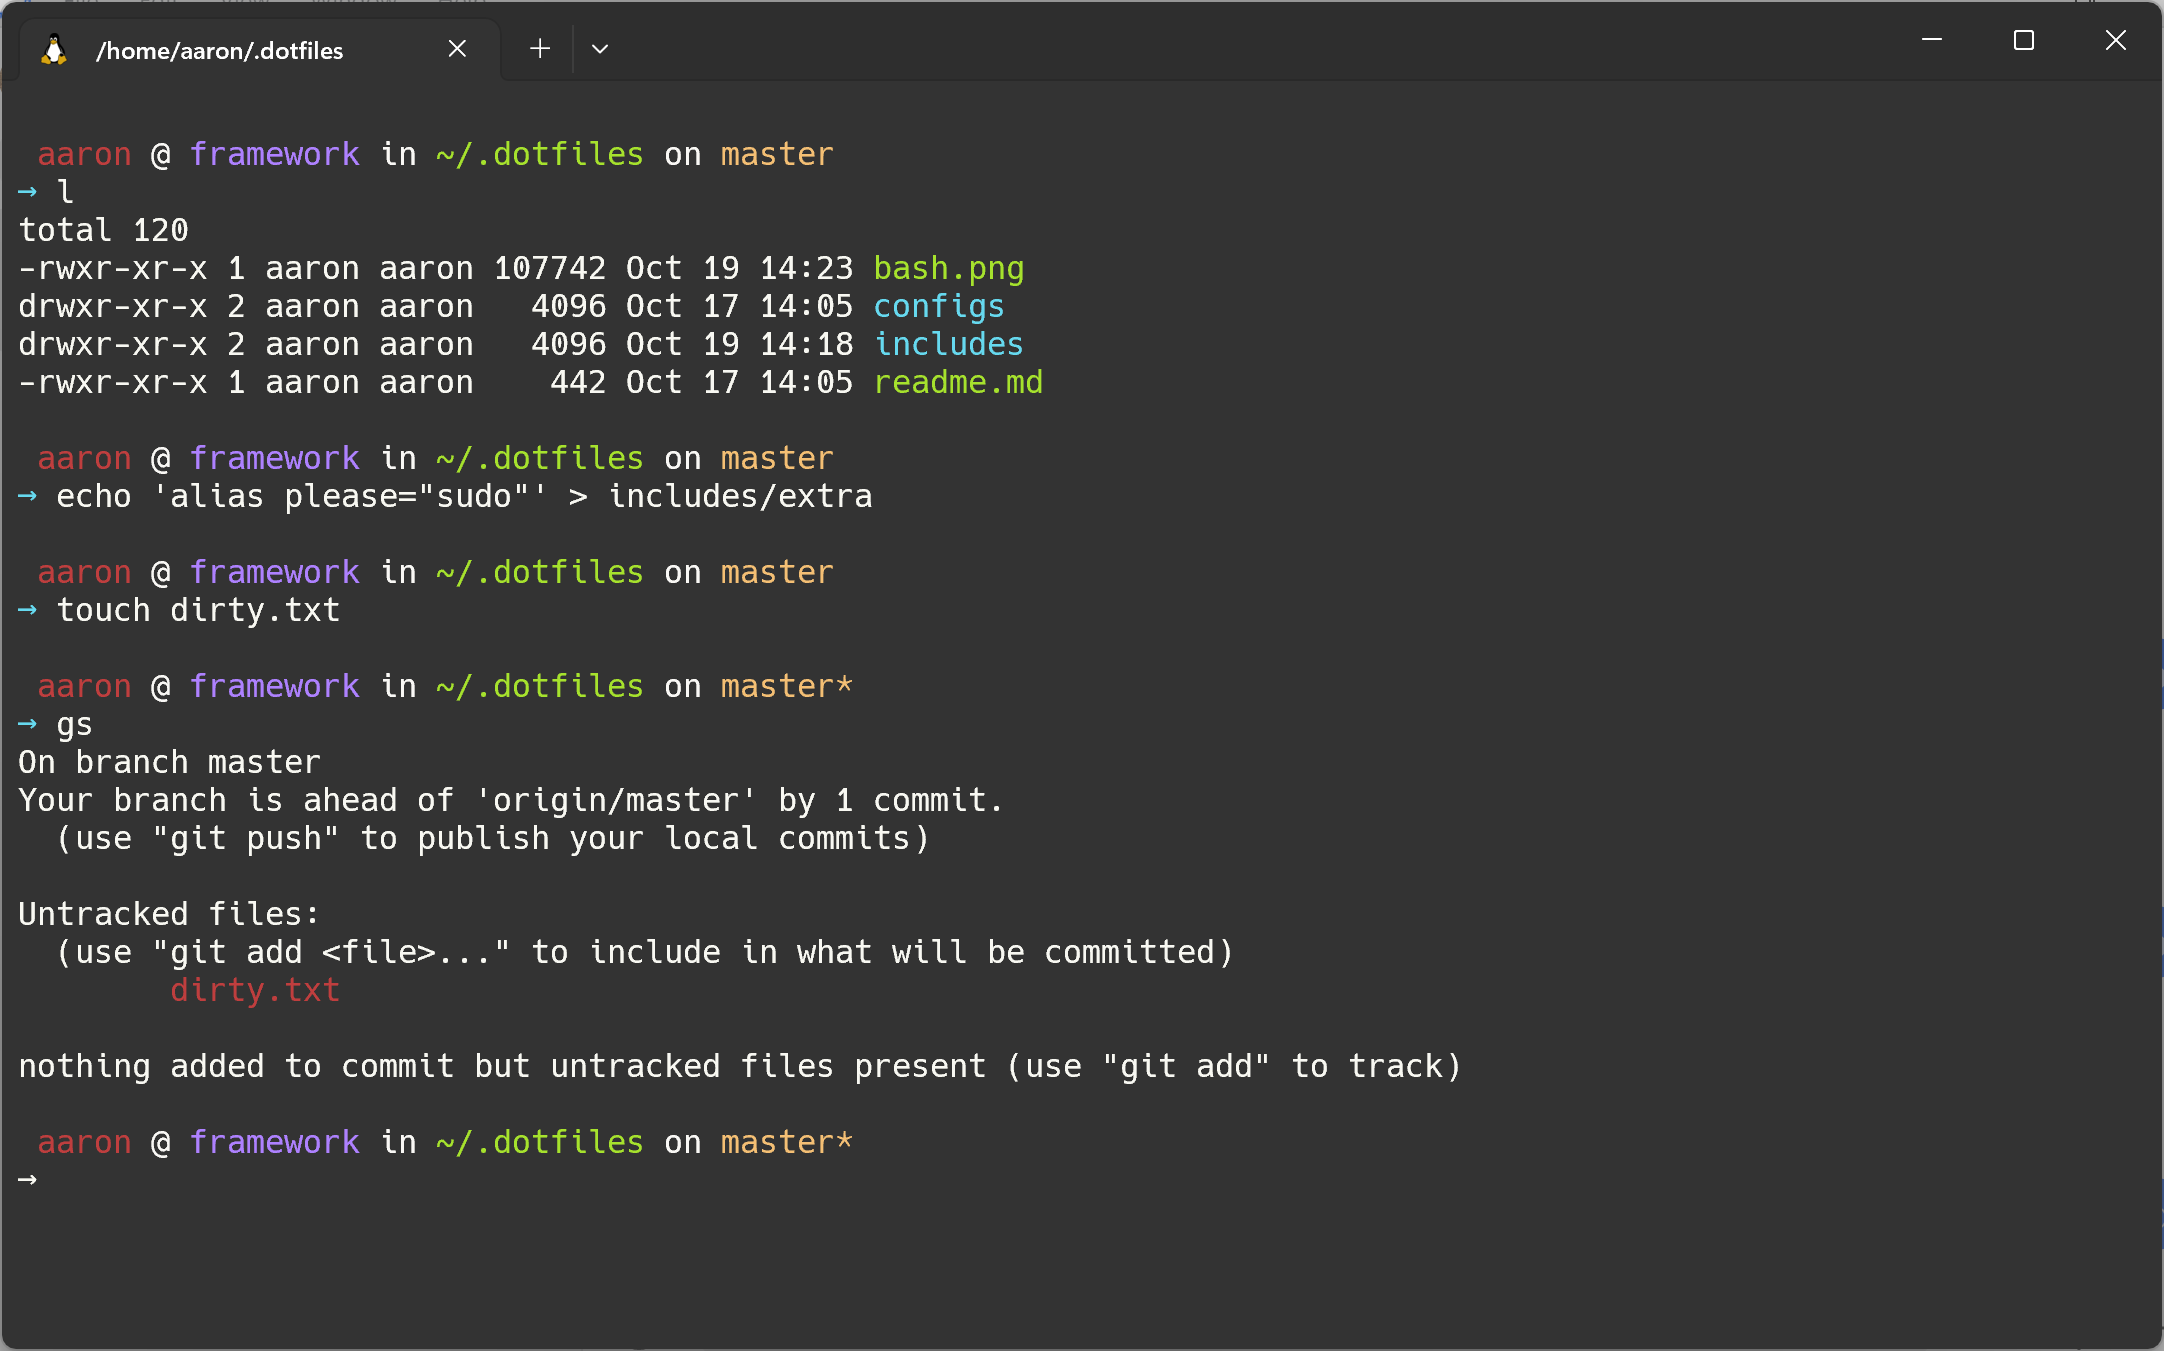 /home/aaron/.dotfiles
aaron @ framework in ~/.dotfiles on master
→ l
total 120
-rwxr-xr-x 1 aaron aaron 107742 Oct 19 14:23 bash.png
drwxr-xr-x 2 aaron aaron   4096 Oct 17 14:05 configs
drwxr-xr-x 2 aaron aaron   4096 Oct 19 14:18 includes
-rwxr-xr-x 1 aaron aaron    442 Oct 17 14:05 readme.md
aaron @ framework in ~/.dotfiles on master
→ echo 'alias please="sudo"' > includes/extra
aaron @ framework in ~/.dotfiles on master
→ touch dirty.txt
aaron @ framework in ~/.dotfiles on master*
→ gs
On branch master
Your branch is ahead of 'origin/master' by 1 commit.
  (use "git push" to publish your local commits)
Untracked files:
  (use "git add <file>..." to include in what will be committed)
        dirty.txt
nothing added to commit but untracked files present (use "git add" to track)
aaron @ framework in ~/.dotfiles on master*
→